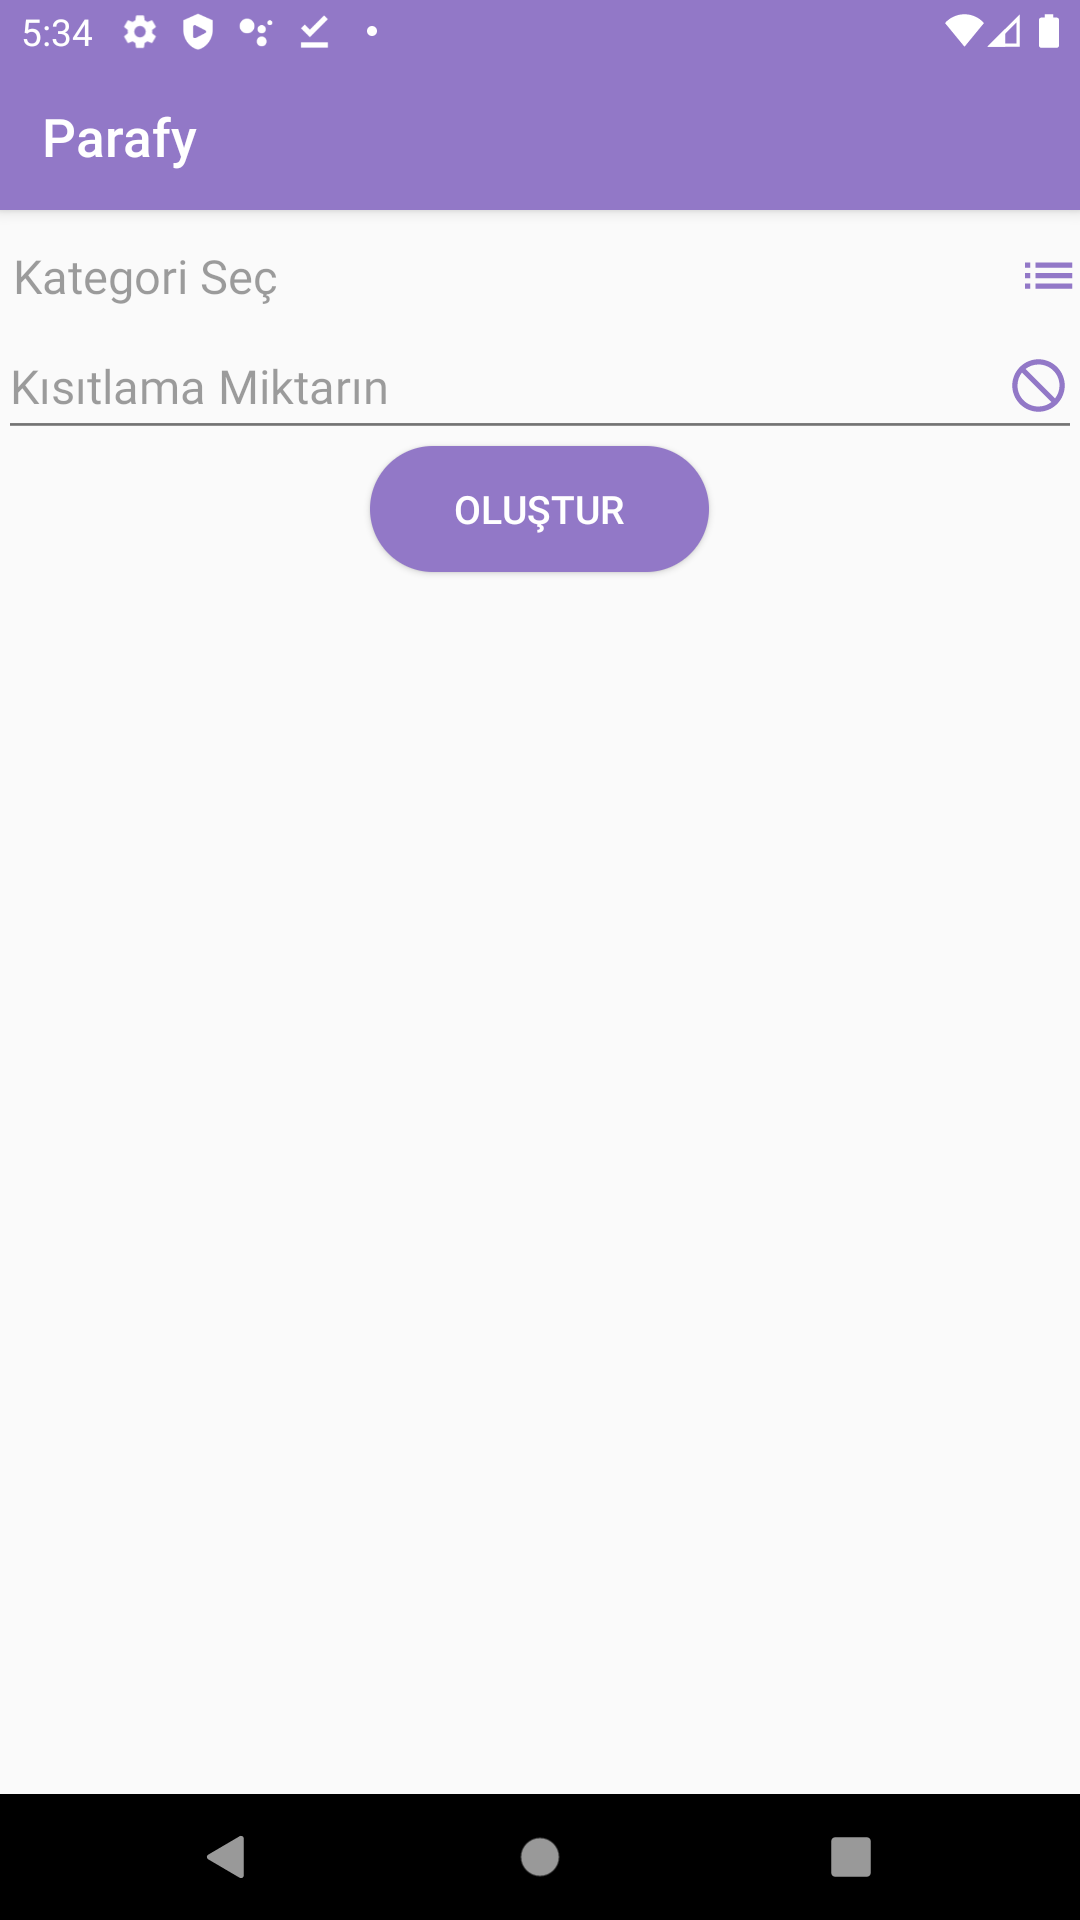 5:34
Parafy
Kategori Seç
Kısıtlama Miktarın
OLUŞTUR